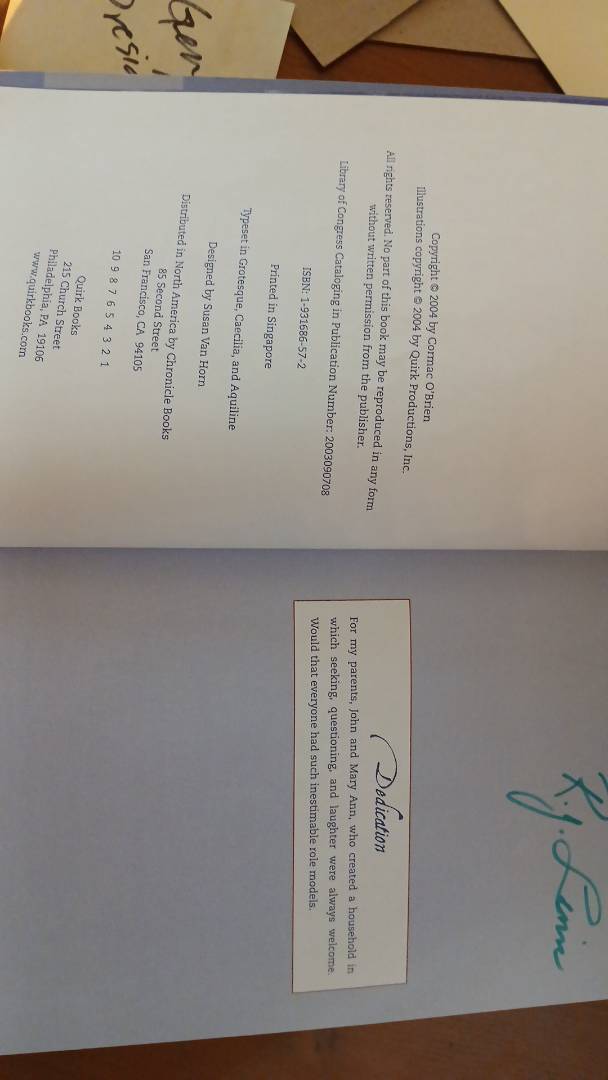 Copyright © 2004 by Cormac O'Brien
Illustrations copyright © 2004 by Quirk Productions, Inc.
All rights reserved. No part of this book may be reproduced in any form
without written permission from the publisher.
Library of Congress Cataloging in Publication Number: 2003090708
ISBN: 1-931686-57-2
Printed in Singapore
Typeset in Grotesque, Caecilia, and Aquiline
Designed by Susan Van Horn
Distributed in North America by Chronicle Books
85 Second Street
San Francisco, CA 94105
10 9 8 7 6 5 4 3 2 1
Quirk Books
215 Church Street
Philadelphia, PA 19106
www.quirkbooks.com
Dedication
For my parents, John and Mary Ann, who created a household in
which seeking, questioning, and laughter were always welcome.
Would that everyone had such inestimable role models.